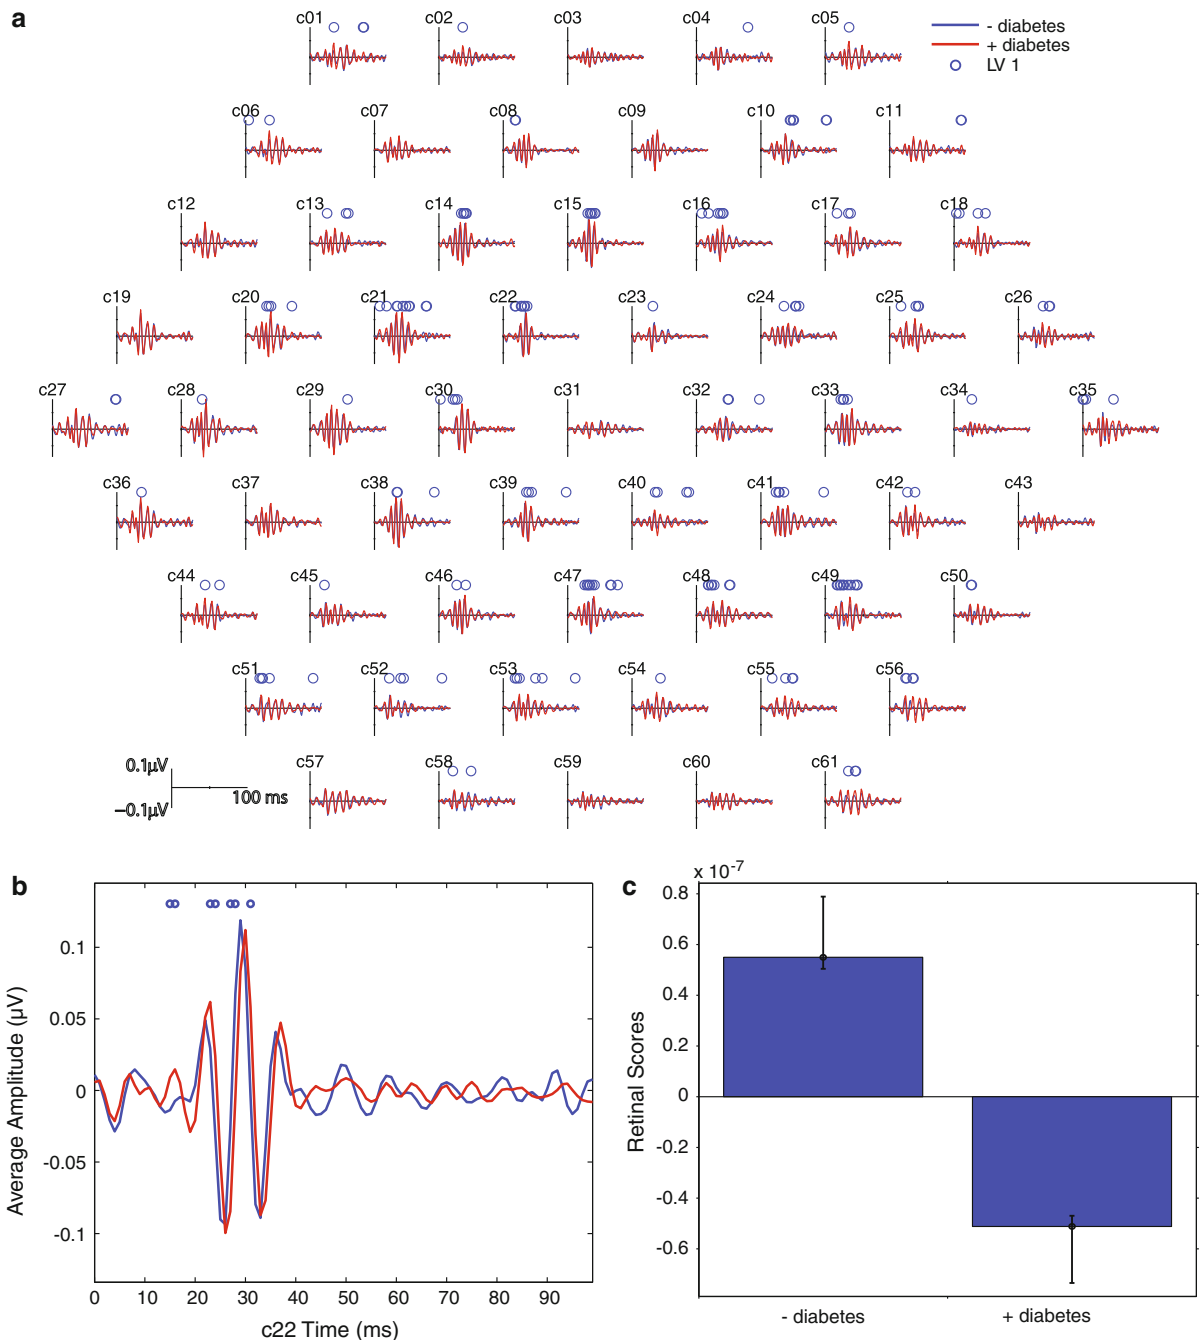 a
c01 c02 c03 c04 c05
- diabetes
+ diabetes
LV 1
c06 c07 c08 c09 c10 c11
c12 c13 c14 c15 c16 c17 c18
c19 c20 c21 c22 c23 c24 c25 c26
c27 c28 c29 c30 c31 c32 c33 c34 c35
c36 c37 c38 c39 c40 c41 c42 c43
c44 c45 c46 c47 c48 c49 c50
c51 c52 c53 c54 c55 c56
c57 c58 c59 c60 c61
0.1µV
−0.1µV
100 ms
b
Average Amplitude (µV)
0.1
0.05
0
-0.05
-0.1
0 10 20 30 40 50 60 70 80 90
c22 Time (ms)
c
x 10-7
Retinal Scores
0.8
0.6
0.4
0.2
0
-0.2
-0.4
-0.6
- diabetes + diabetes